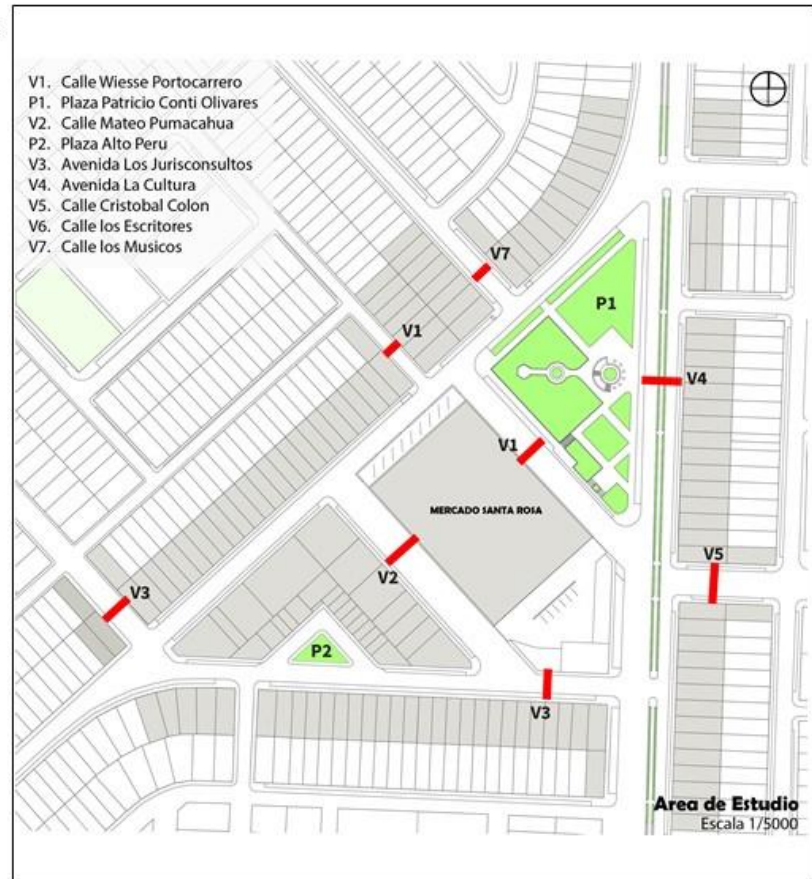 V1. Calle Wiesse Portocarrero
P1. Plaza Patricio Conti Olivares
V2. Calle Mateo Pumacahua
P2. Plaza Alto Peru
V3. Avenida Los Jurisconsultos
V4. Avenida La Cultura
V5. Calle Cristobal Colon
V6. Calle los Escritores
V7. Calle los Musicos
V7
P1
V1
V4
V1
MERCADO SANTA ROSA
V2
V5
V3
P2
V3
Area de Estudio
Escala 1/5000